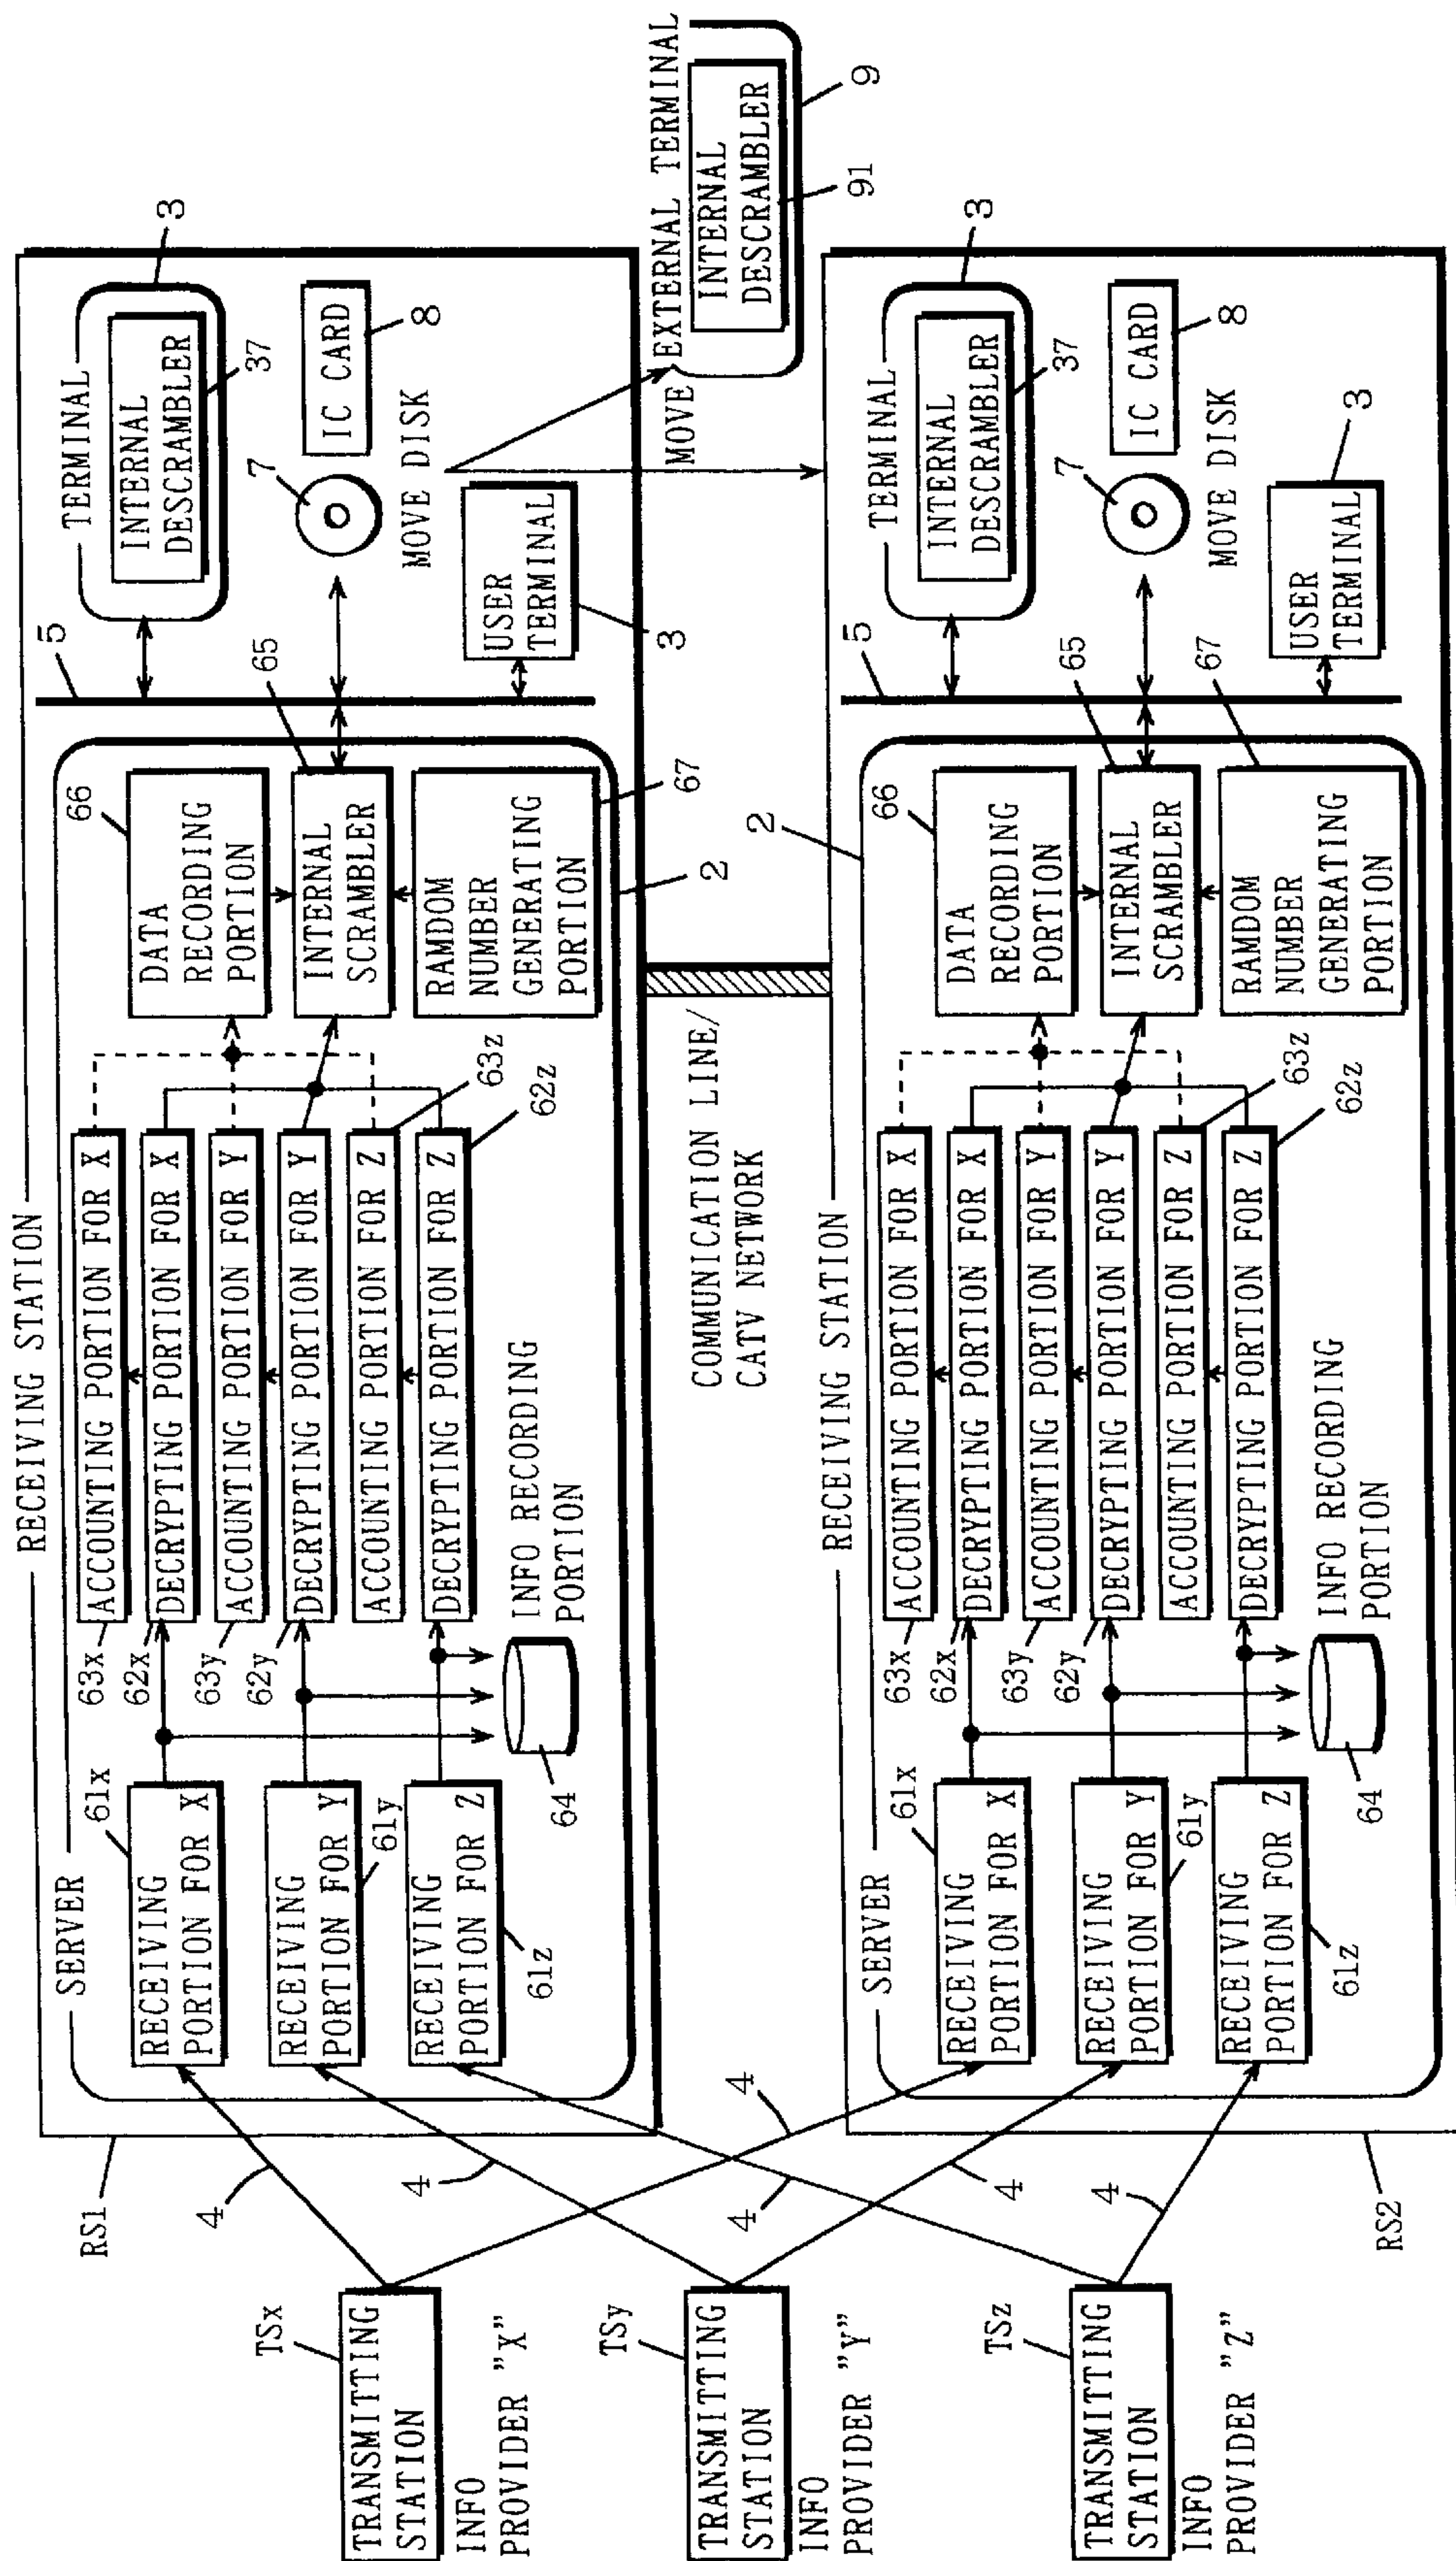 TSx
TRANSMITTING
STATION
INFO
PROVIDER "X"
TSy
TRANSMITTING
STATION
INFO
PROVIDER "Y"
TSz
TRANSMITTING
STATION
INFO
PROVIDER "Z"
4
4
4
4
4
4
RS1
RECEIVING STATION
SERVER
61x
RECEIVING
PORTION FOR X
RECEIVING
PORTION FOR Y
61y
RECEIVING
PORTION FOR Z
61z
63x
ACCOUNTING PORTION FOR X
62x
DECRYPTING PORTION FOR X
63y
ACCOUNTING PORTION FOR Y
62y
DECRYPTING PORTION FOR Y
ACCOUNTING PORTION FOR Z
63z
DECRYPTING PORTION FOR Z
62z
64
INFO RECORDING
PORTION
66
DATA
RECORDING
PORTION
INTERNAL
SCRAMBLER
65
RAMDOM
NUMBER
GENERATING
PORTION
67
2
5
TERMINAL
INTERNAL
DESCRAMBLER
37
3
7
IC CARD
8
MOVE DISK
USER
TERMINAL
3
MOVE
EXTERNAL TERMINAL
INTERNAL
DESCRAMBLER
91
9
COMMUNICATION LINE/
CATV NETWORK
RS2
RECEIVING STATION
SERVER
61x
RECEIVING
PORTION FOR X
RECEIVING
PORTION FOR Y
61y
RECEIVING
PORTION FOR Z
61z
63x
ACCOUNTING PORTION FOR X
62x
DECRYPTING PORTION FOR X
63y
ACCOUNTING PORTION FOR Y
62y
DECRYPTING PORTION FOR Y
ACCOUNTING PORTION FOR Z
63z
DECRYPTING PORTION FOR Z
62z
64
INFO RECORDING
PORTION
2
66
DATA
RECORDING
PORTION
INTERNAL
SCRAMBLER
65
RAMDOM
NUMBER
GENERATING
PORTION
67
5
TERMINAL
INTERNAL
DESCRAMBLER
37
3
7
IC CARD
8
MOVE DISK
USER
TERMINAL
3